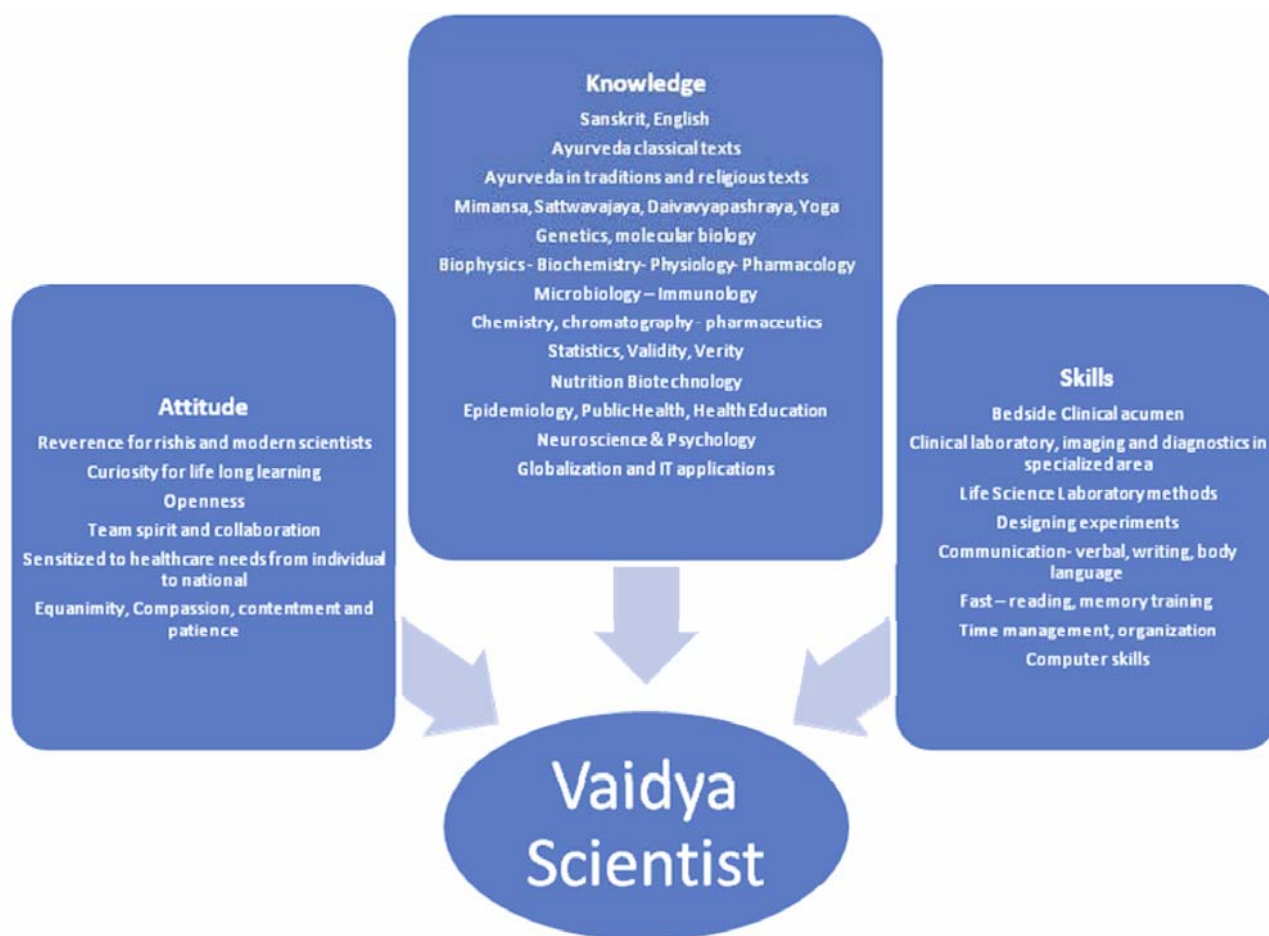 Knowledge
Sanskrit, English
Ayurveda classical texts
Ayurveda in traditions and religious texts
Mimansa, Sattwavajaya, Daivavyapashraya, Yoga
Genetics, molecular biology
Biophysics - Biochemistry- Physiology- Pharmacology
Microbiology – Immunology
Chemistry, chromatography - pharmaceutics
Statistics, Validity, Verity
Nutrition Biotechnology
Epidemiology, Public Health, Health Education
Neuroscience & Psychology
Globalization and IT applications
Attitude
Reverence for rishis and modern scientists
Curiosity for life long learning
Openness
Team spirit and collaboration
Sensitized to healthcare needs from individual
to national
Equanimity, Compassion, contentment and
patience
Skills
Bedside Clinical acumen
Clinical laboratory, imaging and diagnostics in
specialized area
Life Science Laboratory methods
Designing experiments
Communication- verbal, writing, body
language
Fast – reading, memory training
Time management, organization
Computer skills
Vaidya
Scientist